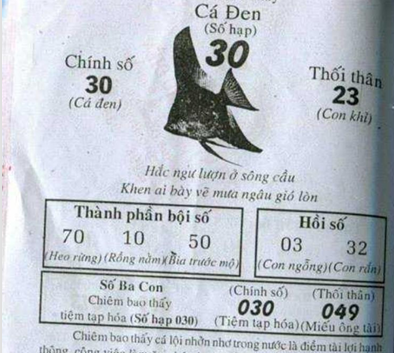 Cá Đen
(Số hạp)
30
Chính số
30
(Cá đen)
Thối thân
23
(Con khỉ)
Hắc ngư lượn ở sông cầu
Khen ai bày vẽ mưa ngâu gió lòn
Thành phần bội số
70 10 50
(Heo rừng) (Rồng nằm) (Bia trước mộ)
Hồi số
03 32
(Con ngỗng) (Con rắn)
Số Ba Con
Chiêm bao thấy
tiệm tạp hóa (Số hạp 030)
(Chính số)
030
(Tiệm tạp hóa)
(Thối thân)
049
(Miếu ông tài)
Chiêm bao thấy cá lội nhởn nhơ trong nước là điềm tài lợi hạnh